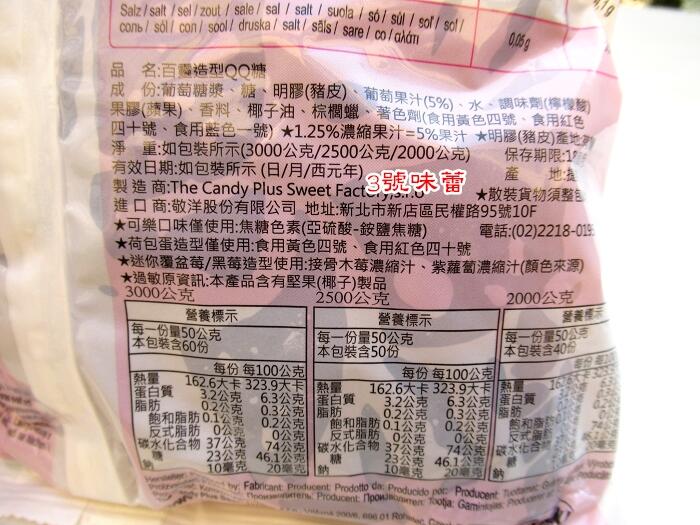 Salz / salt / sel / zout / sale / sal / salt / suola / só / súl / sol / sol /
соль / sól / con / sool / druska / salt / sāls / sare / со / αλάτι
0,05 g
品 名:百靈造型QQ糖
成 份:葡萄糖漿、糖、明膠(豬皮)、葡萄果汁(5%)、水、調味劑(檸檬酸)
果膠(蘋果)、香料、椰子油、棕櫚蠟、著色劑(食用黃色四號、食用紅色
四十號、食用藍色一號) ★1.25%濃縮果汁=5%果汁 ★明膠(豬皮)產地
淨 重:如包裝所示(3000公克/2500公克/2000公克) 保存期限:
有效日期:如包裝所示 (日/月/西元年) 產 地:
製 造 商:The Candy Plus Sweet Factory,s.r.o ★散裝貨物須整
3號味蕾
進 口 商:敬洋股份有限公司 地址:新北市新店區民權路95號10F
★可樂口味僅使用:焦糖色素(亞硫酸-銨鹽焦糖) 電話:(02)2218-019
★荷包蛋造型僅使用:食用黃色四號、食用紅色四十號
★迷你覆盆莓/黑莓造型使用:接骨木莓濃縮汁、紫蘿蔔濃縮汁(顏色來源)
★過敏原資訊:本產品含有堅果(椰子)製品
3000公克 2500公克 2000公克
營養標示 營養標示 營養標示
每一份量50公克 每一份量50公克 每一份量50公克
本包裝含60份 本包裝含50份 本包裝含40份
每份 每100公克 每份 每100公克 每份 每100
熱量 162.6大卡 323.9大卡 熱量 162.6大卡 323.9大卡 熱量
蛋白質 3.2公克 6.3公克 蛋白質 3.2公克 6.3公克 蛋白質
脂肪 0.2公克 0.3公克 脂肪 0.2公克 0.3公克 脂肪
飽和脂肪 0.1公克 0.2公克 飽和脂肪 0.1公克 0.2公克 飽和脂肪
反式脂肪 0公克 0公克 反式脂肪 0公克 0公克 反式脂肪
碳水化合物 37公克 74公克 碳水化合物 37公克 74公克 碳水化合物
糖 23公克 46.1公克 糖 23公克 46.1公克 糖
鈉 10毫克 20毫克 鈉 10毫克 20毫克 鈉
Fabricant: Producent: Prodotto da: Producido por: Producent: